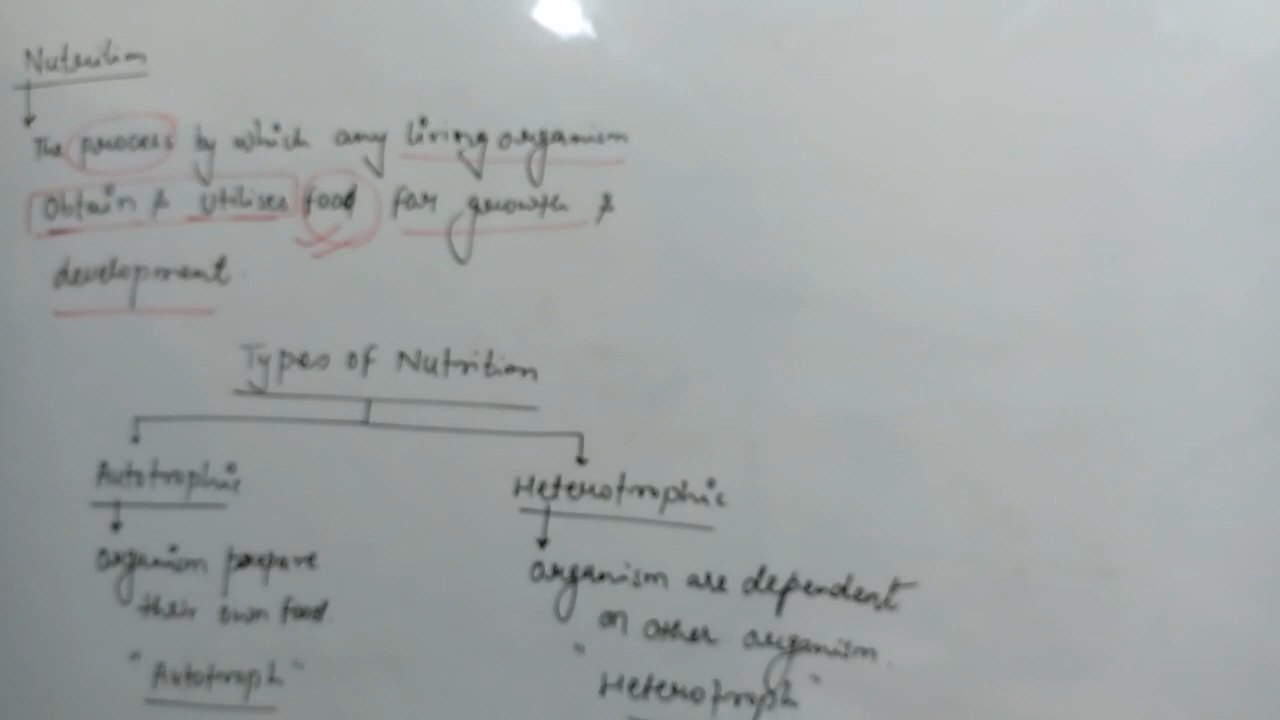 Nutrition
The process by which any living organism
Obtain & utilises food for growth &
development.
Types of Nutrition
Autotrophic
Heterotrophic
organism prepare
their own food.
"Autotroph"
organism are dependent
on other organism.
"Heterotroph"